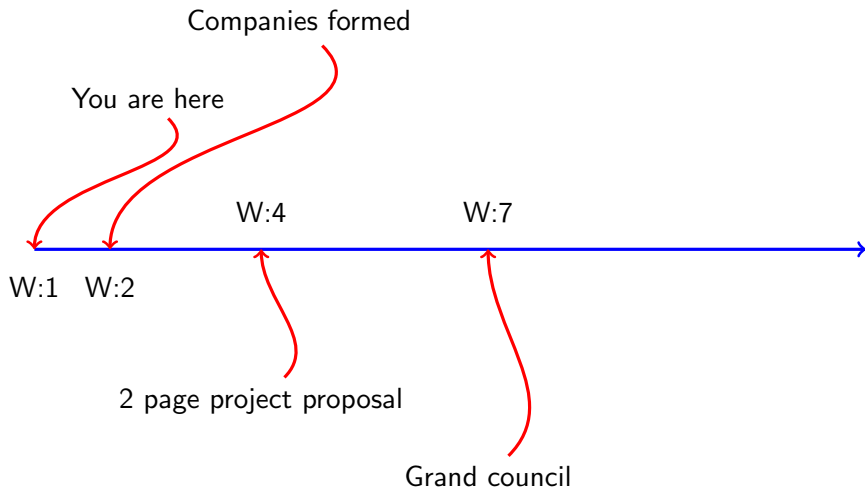 Companies formed
You are here
W:4
W:7
W:1
W:2
2 page project proposal
Grand council